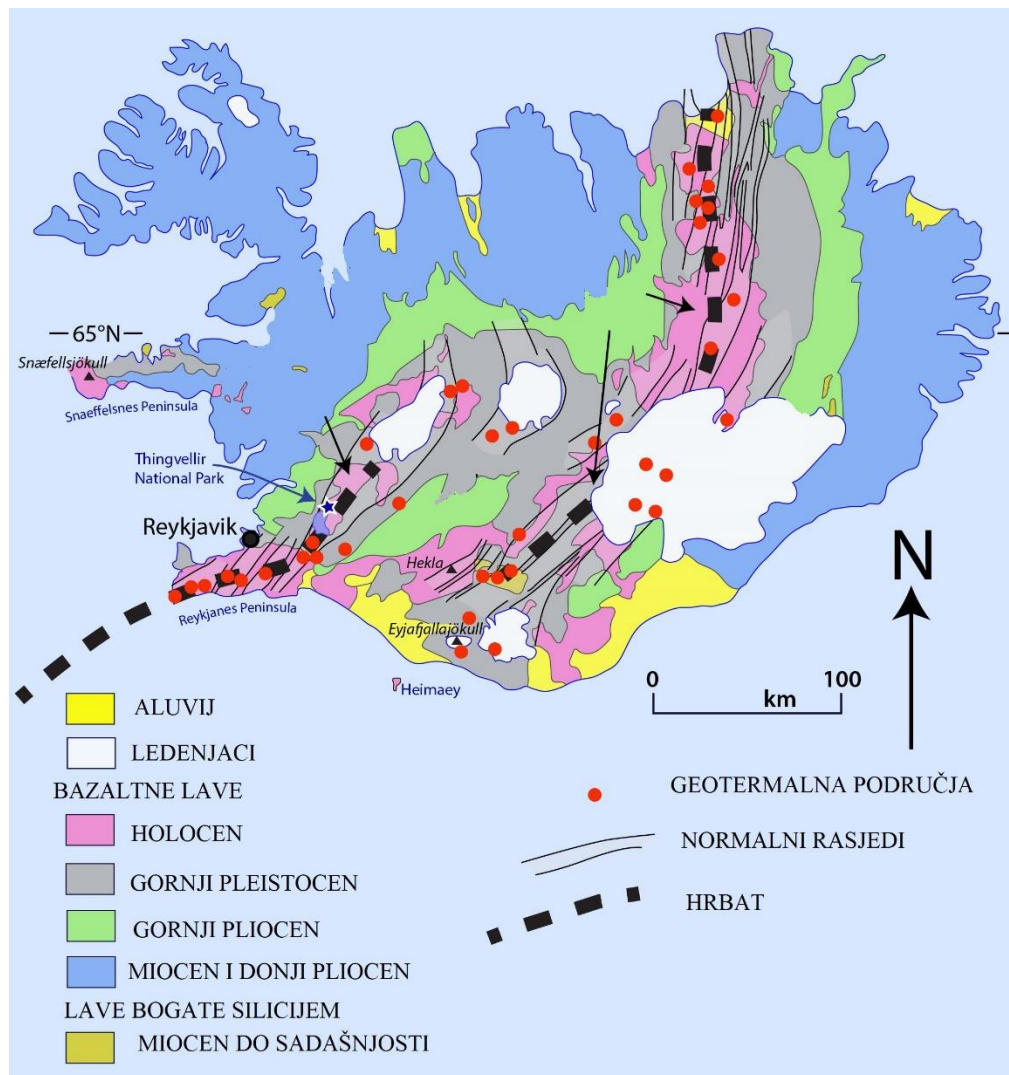 65°N
Snæfellsjökull
Snaeffelsnes Peninsula
Thingvellir
National Park
Reykjavik
Hekla
Reykjanes Peninsula
Eyjafjallajökull
Heimaey
N
0 100
km
ALUVIJ
LEDENJACI
BAZALTNE LAVE
HOLOCEN
GORNJI PLEISTOCEN
GORNJI PLIOCEN
MIOCEN I DONJI PLIOCEN
LAVE BOGATE SILICIJEM
MIOCEN DO SADAŠNJOSTI
GEOTERMALNA PODRUČJA
NORMALNI RASJEDI
HRBAT